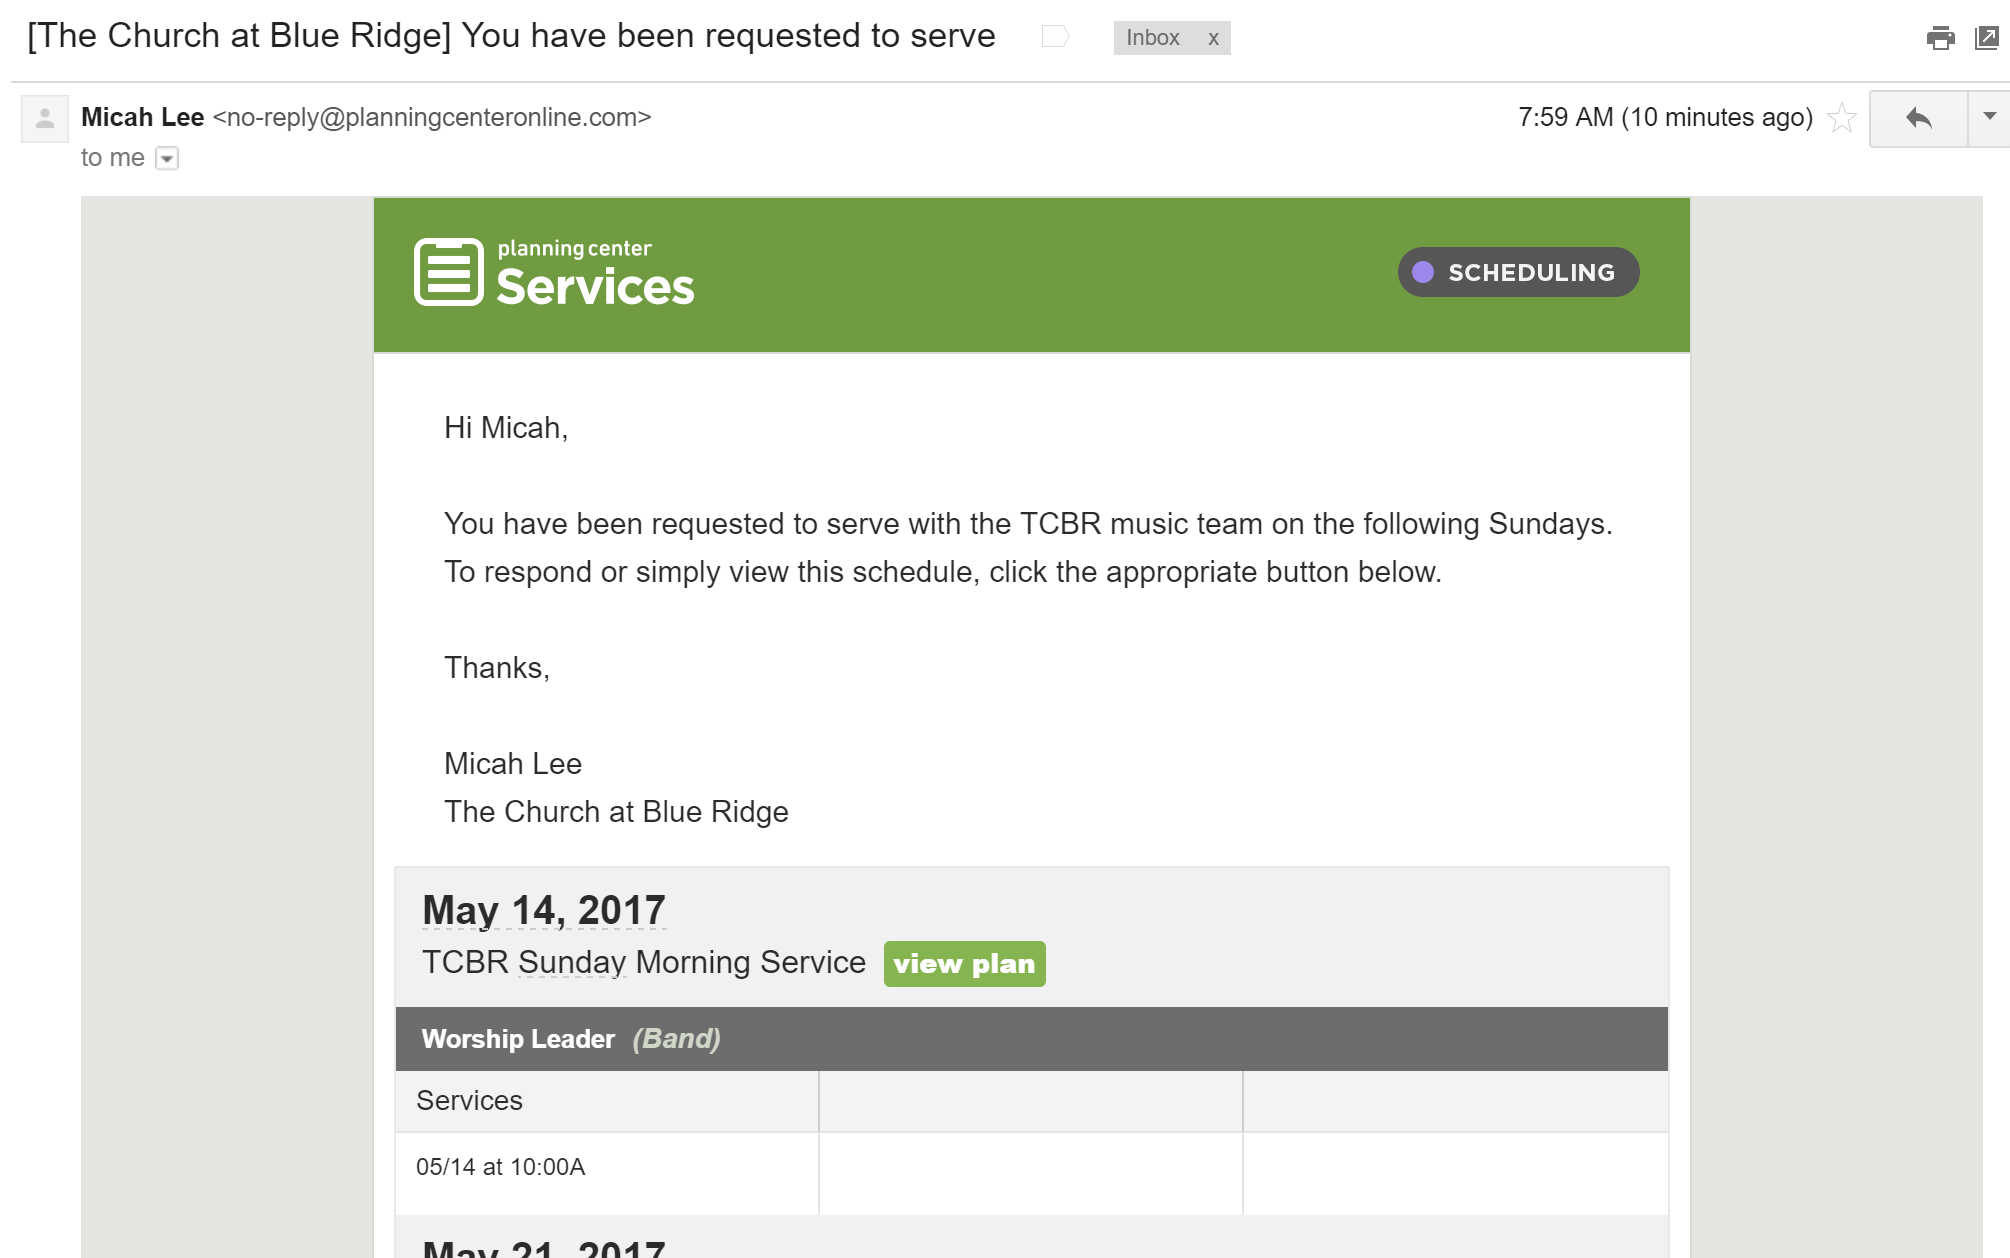 [The Church at Blue Ridge] You have been requested to serve
Inbox x
Micah Lee <no-reply@planningcenteronline.com>
7:59 AM (10 minutes ago)
to me
planning center
Services
SCHEDULING
Hi Micah,
You have been requested to serve with the TCBR music team on the following Sundays.
To respond or simply view this schedule, click the appropriate button below.
Thanks,
Micah Lee
The Church at Blue Ridge
May 14, 2017
TCBR Sunday Morning Service view plan
Worship Leader (Band)
Services
05/14 at 10:00A
May 21, 2017